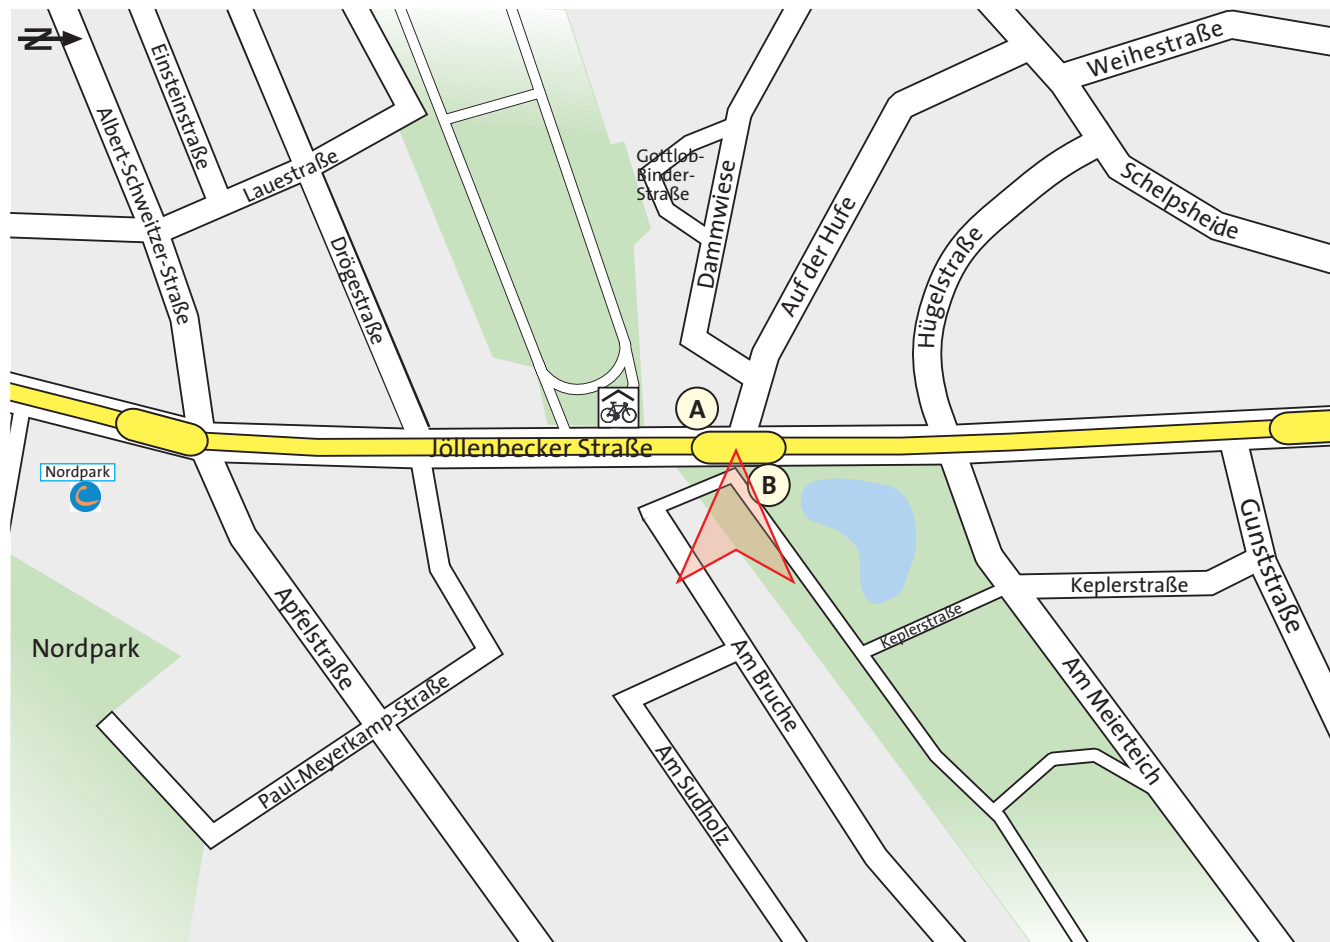 N
Einsteinstraße
Albert-Schweitzer-Straße
Lauestraße
Drögestraße
Gottlob-
Binder-
Straße
Dammwiese
Auf der Hufe
Hügelstraße
Weihestraße
Schelpsheide
A
Jöllenbecker Straße
B
Nordpark
Nordpark
Apfelstraße
Paul-Meyerkamp-Straße
Am Bruche
Am Sudholz
Keplerstraße
Keplerstraße
Gunststraße
Am Meierteich